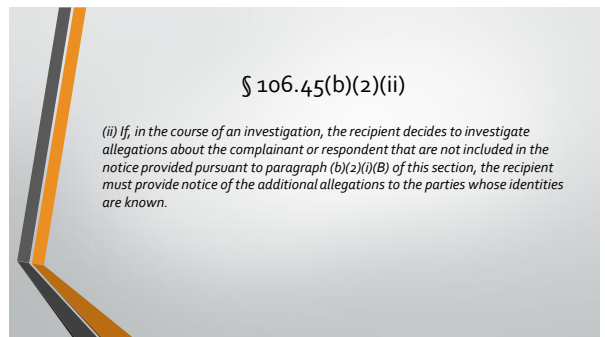 § 106.45(b)(2)(ii)
(ii) If, in the course of an investigation, the recipient decides to investigate
allegations about the complainant or respondent that are not included in the
notice provided pursuant to paragraph (b)(2)(i)(B) of this section, the recipient
must provide notice of the additional allegations to the parties whose identities
are known.